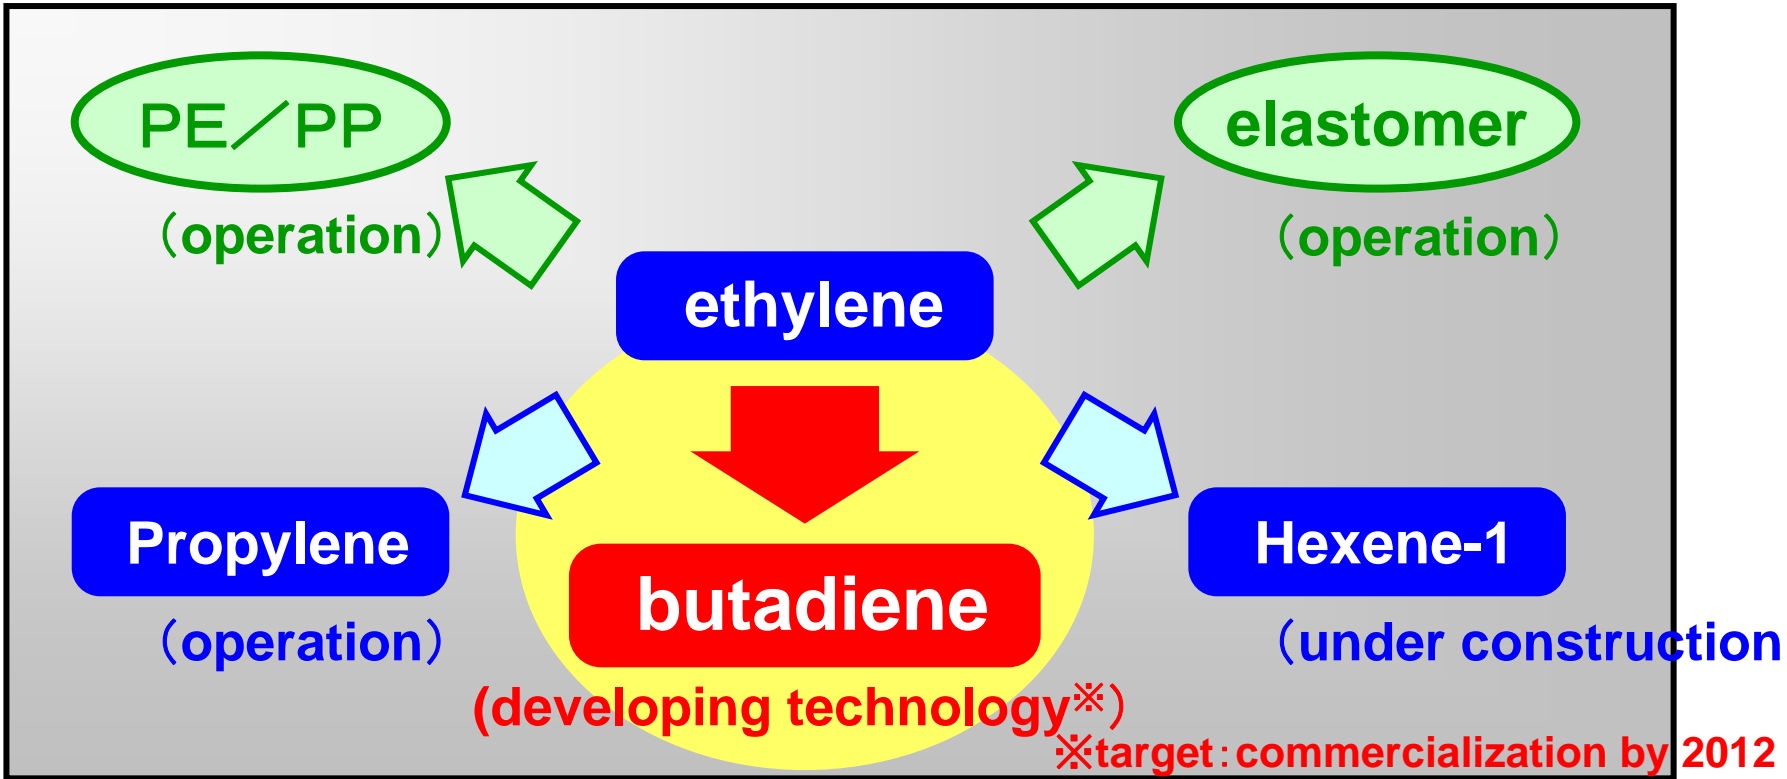 PE／PP
elastomer
（operation）
（operation）
ethylene
Propylene
Hexene-1
butadiene
（operation）
（under construction
(developing technology※）
※target：commercialization by 2012